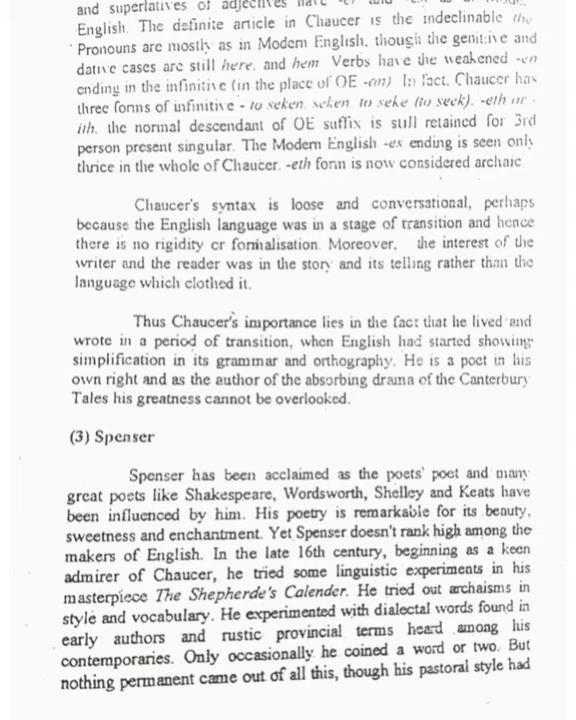 and superlatives of adjectives have -er and
English. The definite article in Chaucer is the indeclinable the
Pronouns are mostly as in Modern English, though the genitive and
dative cases are still here, and hem Verbs have the weakened -en
ending in the infinitive (in the place of OE -an) In fact, Chaucer has
three forms of infinitive - to seken, seken, to seke (to seek). -eth or -
ith, the normal descendant of OE suffix is still retained for 3rd
person present singular. The Modern English -es ending is seen only
thrice in the whole of Chaucer. -eth form is now considered archaic
Chaucer's syntax is loose and conversational, perhaps
because the English language was in a stage of transition and hence
there is no rigidity or formalisation. Moreover, the interest of the
writer and the reader was in the story and its telling rather than the
language which clothed it.
Thus Chaucer's importance lies in the fact that he lived and
wrote in a period of transition, when English had started showing
simplification in its grammar and orthography. He is a poet in his
own right and as the author of the absorbing drama of the Canterbury
Tales his greatness cannot be overlooked.
(3) Spenser
Spenser has been acclaimed as the poets' poet and many
great poets like Shakespeare, Wordsworth, Shelley and Keats have
been influenced by him. His poetry is remarkable for its beauty,
sweetness and enchantment. Yet Spenser doesn't rank high among the
makers of English. In the late 16th century, beginning as a keen
admirer of Chaucer, he tried some linguistic experiments in his
masterpiece The Shepherde's Calender. He tried out archaisms in
style and vocabulary. He experimented with dialectal words found in
early authors and rustic provincial terms heard among his
contemporaries. Only occasionally he coined a word or two. But
nothing permanent came out of all this, though his pastoral style had